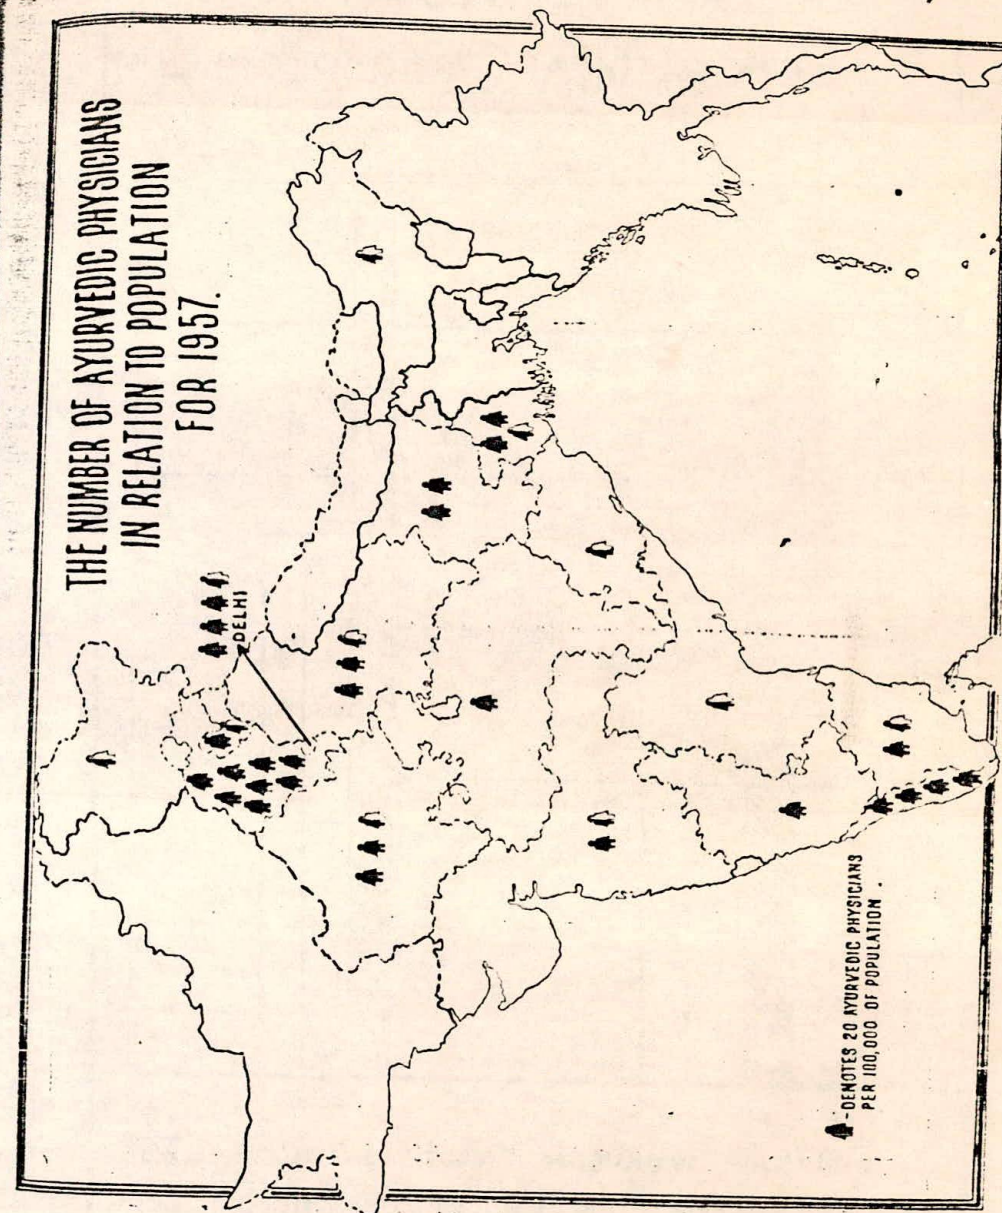 THE NUMBER OF AYURVEDIC PHYSICIANS
IN RELATION TO POPULATION
FOR 1957.
DELHI
- DENOTES 20 AYURVEDIC PHYSICIANS
PER 100,000 OF POPULATION .